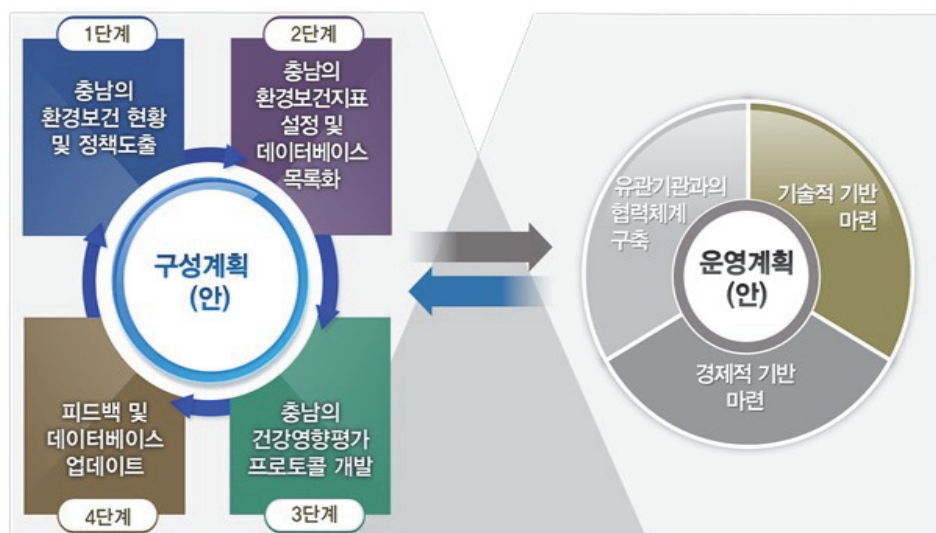 1단계
충남의
환경보건 현황
및 정책도출
2단계
충남의
환경보건지표
설정 및
데이터베이스
목록화
구성계획
(안)
피드백 및
데이터베이스
업데이트
4단계
충남의
건강영향평가
프로토콜 개발
3단계
유관기관과의
협력체계
구축
기술적 기반
마련
운영계획
(안)
경제적 기반
마련